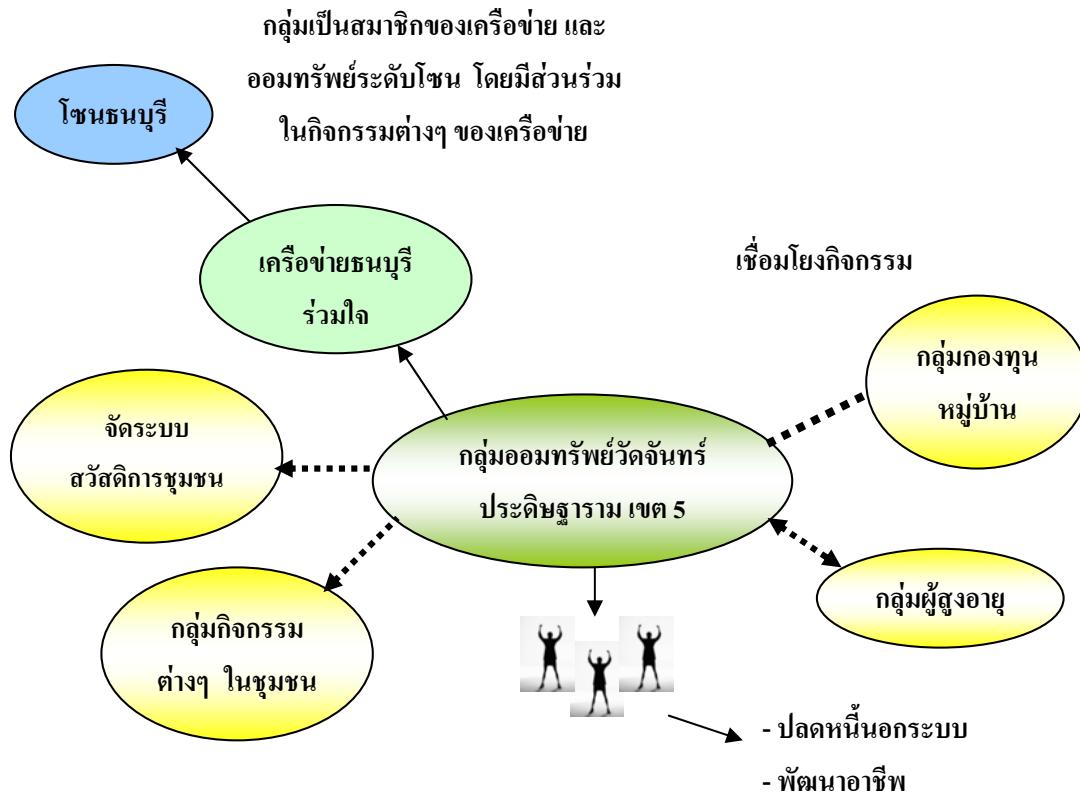 กลุ่มเป็นสมาชิกของเครือข่าย และ
ออมทรัพย์ระดับโซน โดยมีส่วนร่วม
ในกิจกรรมต่างๆ ของเครือข่าย
โซนธนบุรี
เครือข่ายธนบุรี
ร่วมใจ
เชื่อมโยงกิจกรรม
กลุ่มกองทุน
หมู่บ้าน
จัดระบบ
สวัสดิการชุมชน
กลุ่มออมทรัพย์วัดจันทร์
ประดิษฐาราม เขต 5
กลุ่มผู้สูงอายุ
กลุ่มกิจกรรม
ต่างๆ ในชุมชน
- ปลดหนี้นอกระบบ
- พัฒนาอาชีพ